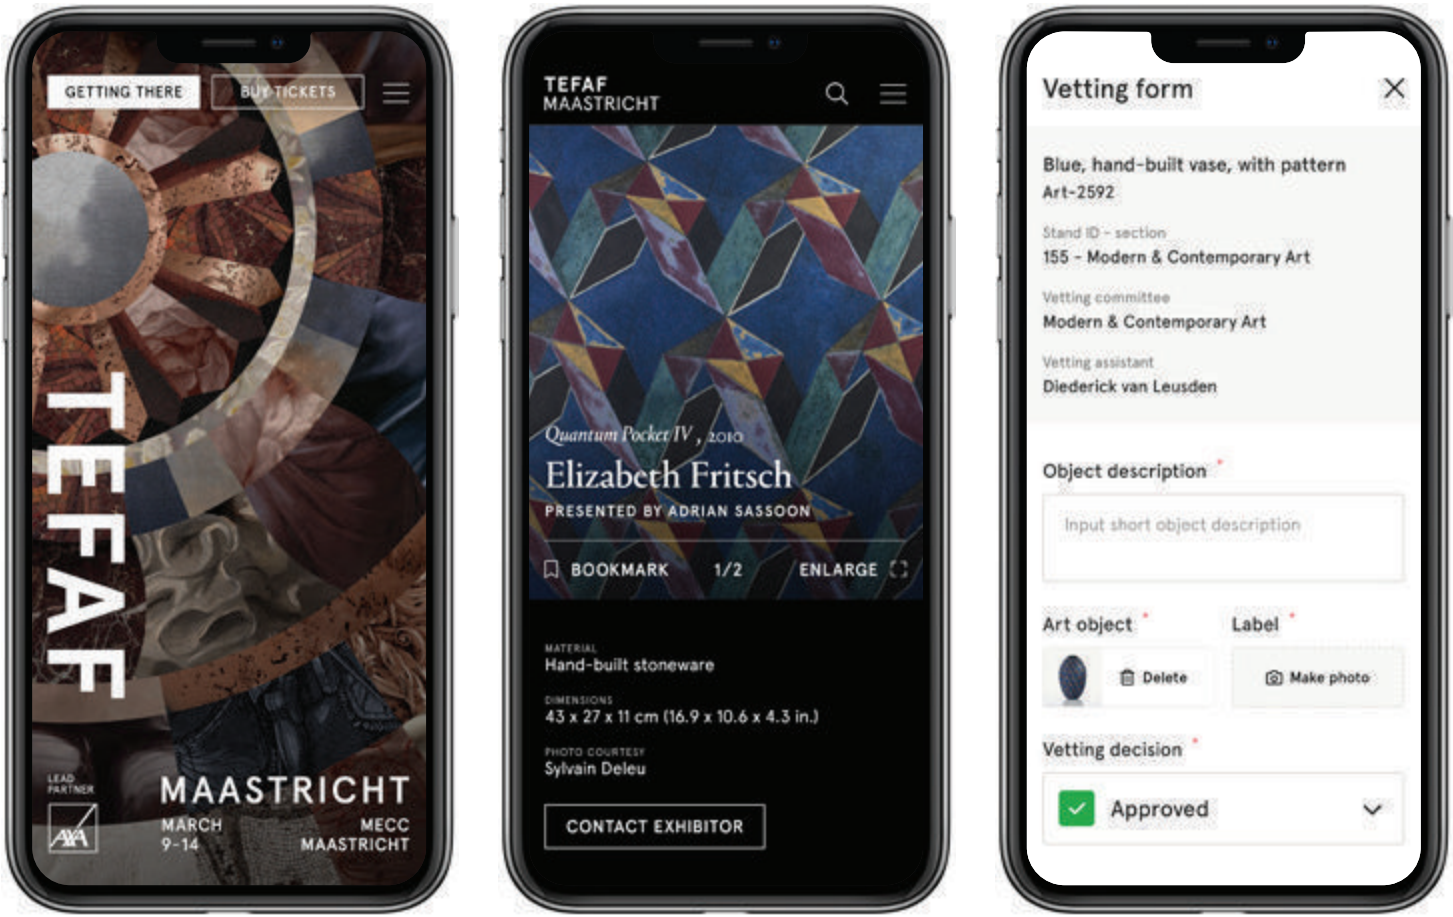 GETTING THERE
BUY TICKETS
TEFAF
LEAD
PARTNER
AXA
MAASTRICHT
MARCH
9-14
MECC
MAASTRICHT
TEFAF
MAASTRICHT
Quantum Pocket IV, 2010
Elizabeth Fritsch
PRESENTED BY ADRIAN SASSOON
BOOKMARK 1/2 ENLARGE
MATERIAL
Hand-built stoneware
DIMENSIONS
43 x 27 x 11 cm (16.9 x 10.6 x 4.3 in.)
PHOTO COURTESY
Sylvain Deleu
CONTACT EXHIBITOR
Vetting form
Blue, hand-built vase, with pattern
Art-2592
Stand ID - section
155 - Modern & Contemporary Art
Vetting committee
Modern & Contemporary Art
Vetting assistant
Diederick van Leusden
Object description *
Input short object description
Art object * Label *
Delete Make photo
Vetting decision *
Approved